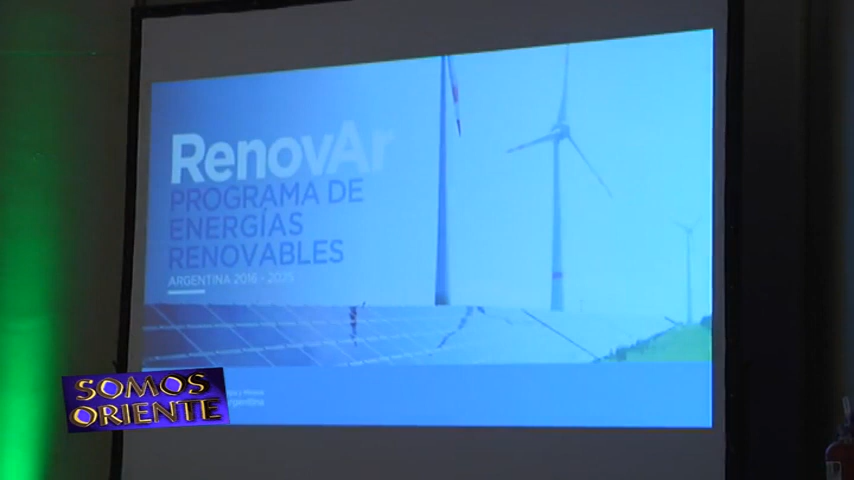 RenovAr
PROGRAMA DE
ENERGÍAS
RENOVABLES
ARGENTINA 2016 - 2025
SOMOS
ORIENTE